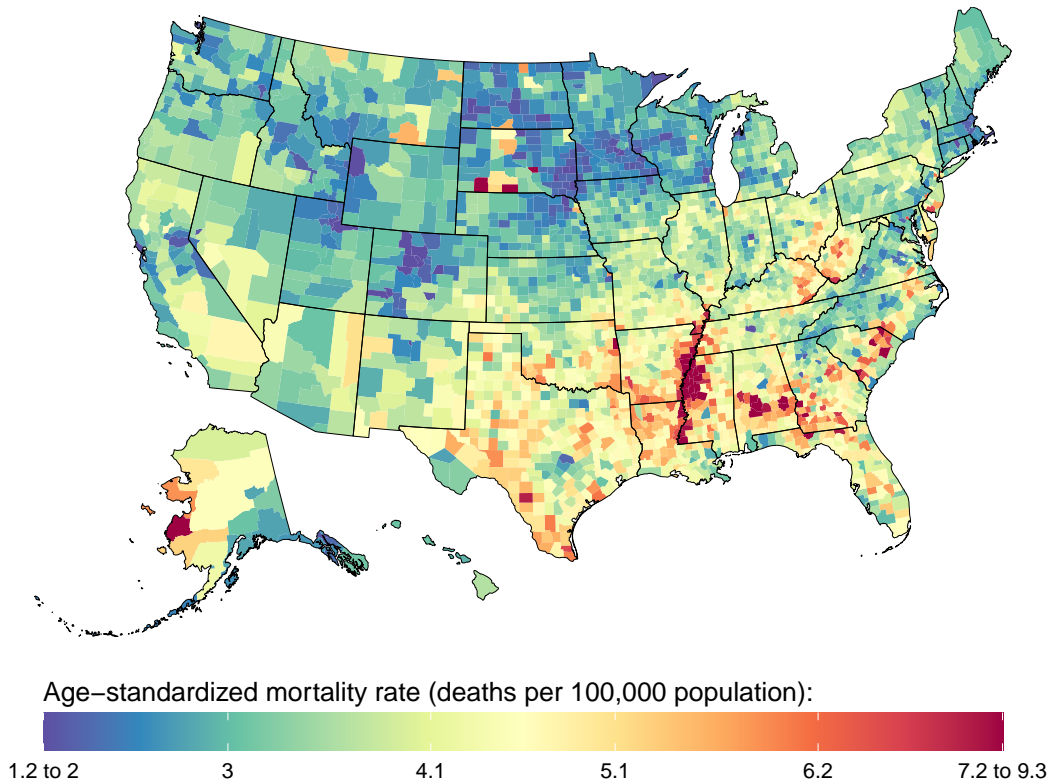 Age−standardized mortality rate (deaths per 100,000 population):
1.2 to 2 3 4.1 5.1 6.2 7.2 to 9.3